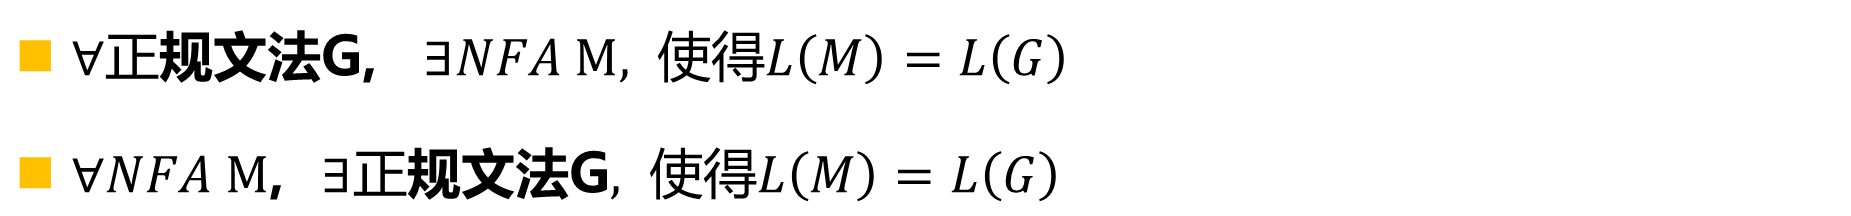 ∀正规文法G, ∃NFA M, 使得L(M) = L(G)
∀NFA M, ∃正规文法G, 使得L(M) = L(G)